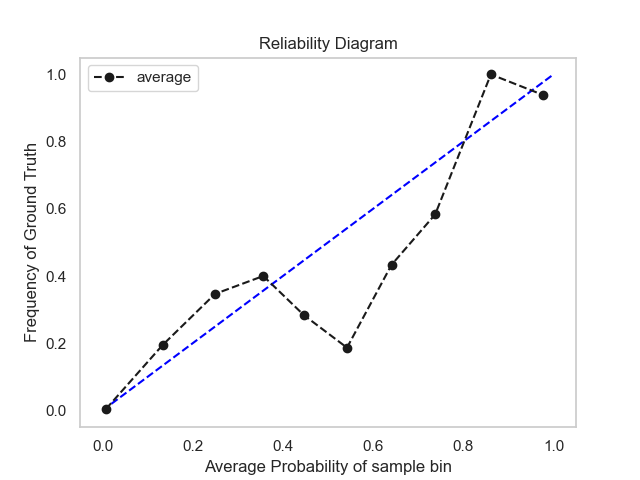 Reliability Diagram
average
Frequency of Ground Truth
1.0
0.8
0.6
0.4
0.2
0.0
0.0 0.2 0.4 0.6 0.8 1.0
Average Probability of sample bin